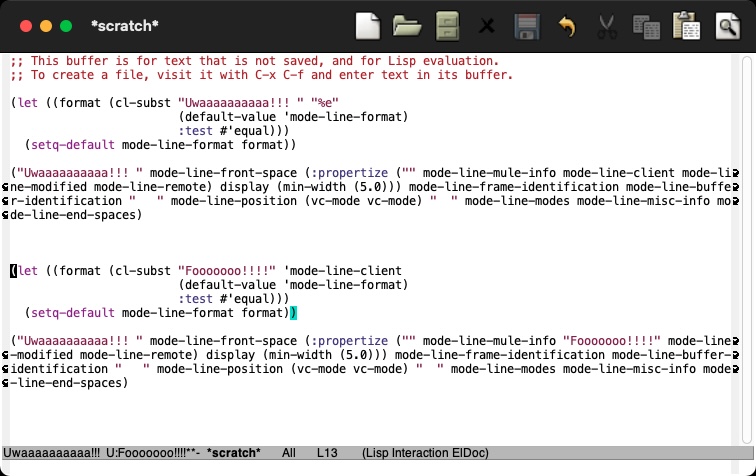 *scratch*
;; This buffer is for text that is not saved, and for Lisp evaluation.
;; To create a file, visit it with C-x C-f and enter text in its buffer.
(let ((format (cl-subst "Uwaaaaaaaaaa!!! " "%e"
(default-value 'mode-line-format)
:test #'equal)))
(setq-default mode-line-format format))
("Uwaaaaaaaaaa!!! " mode-line-front-space (:propertize ("" mode-line-mule-info mode-line-client mode-li
ne-modified mode-line-remote) display (min-width (5.0))) mode-line-frame-identification mode-line-buffe
r-identification "   " mode-line-position (vc-mode vc-mode) "  " mode-line-modes mode-line-misc-info mo
de-line-end-spaces)
(let ((format (cl-subst "Fooooooo!!!!" 'mode-line-client
(default-value 'mode-line-format)
:test #'equal)))
(setq-default mode-line-format format))
("Uwaaaaaaaaaa!!! " mode-line-front-space (:propertize ("" mode-line-mule-info "Fooooooo!!!!" mode-line
-modified mode-line-remote) display (min-width (5.0))) mode-line-frame-identification mode-line-buffer-
identification "   " mode-line-position (vc-mode vc-mode) "  " mode-line-modes mode-line-misc-info mode
-line-end-spaces)
Uwaaaaaaaaaa!!! U:Fooooooo!!!!**- *scratch* All L13 (Lisp Interaction ElDoc)